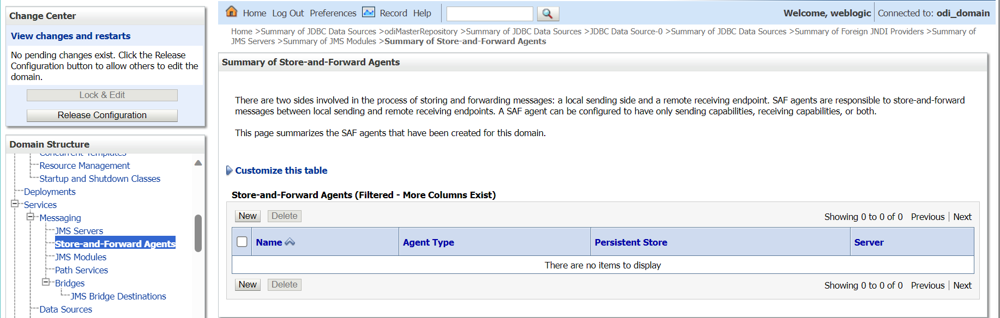 Change Center
View changes and restarts
No pending changes exist. Click the Release
Configuration button to allow others to edit the
domain.
Lock & Edit
Release Configuration
Domain Structure
Concurrent Templates
Resource Management
Startup and Shutdown Classes
Deployments
Services
Messaging
JMS Servers
Store-and-Forward Agents
JMS Modules
Path Services
Bridges
JMS Bridge Destinations
Data Sources
Home Log Out Preferences Record Help
Welcome, weblogic Connected to: odi_domain
Home >Summary of JDBC Data Sources >odiMasterRepository >Summary of JDBC Data Sources >JDBC Data Source-0 >Summary of JDBC Data Sources >Summary of Foreign JNDI Providers >Summary of
JMS Servers >Summary of JMS Modules >Summary of Store-and-Forward Agents
Summary of Store-and-Forward Agents
There are two sides involved in the process of storing and forwarding messages: a local sending side and a remote receiving endpoint. SAF agents are responsible to store-and-forward
messages between local sending and remote receiving endpoints. A SAF agent can be configured to have only sending capabilities, receiving capabilities, or both.
This page summarizes the SAF agents that have been created for this domain.
Customize this table
Store-and-Forward Agents (Filtered - More Columns Exist)
New Delete Showing 0 to 0 of 0 Previous | Next
Name Agent Type Persistent Store Server
There are no items to display
New Delete Showing 0 to 0 of 0 Previous | Next